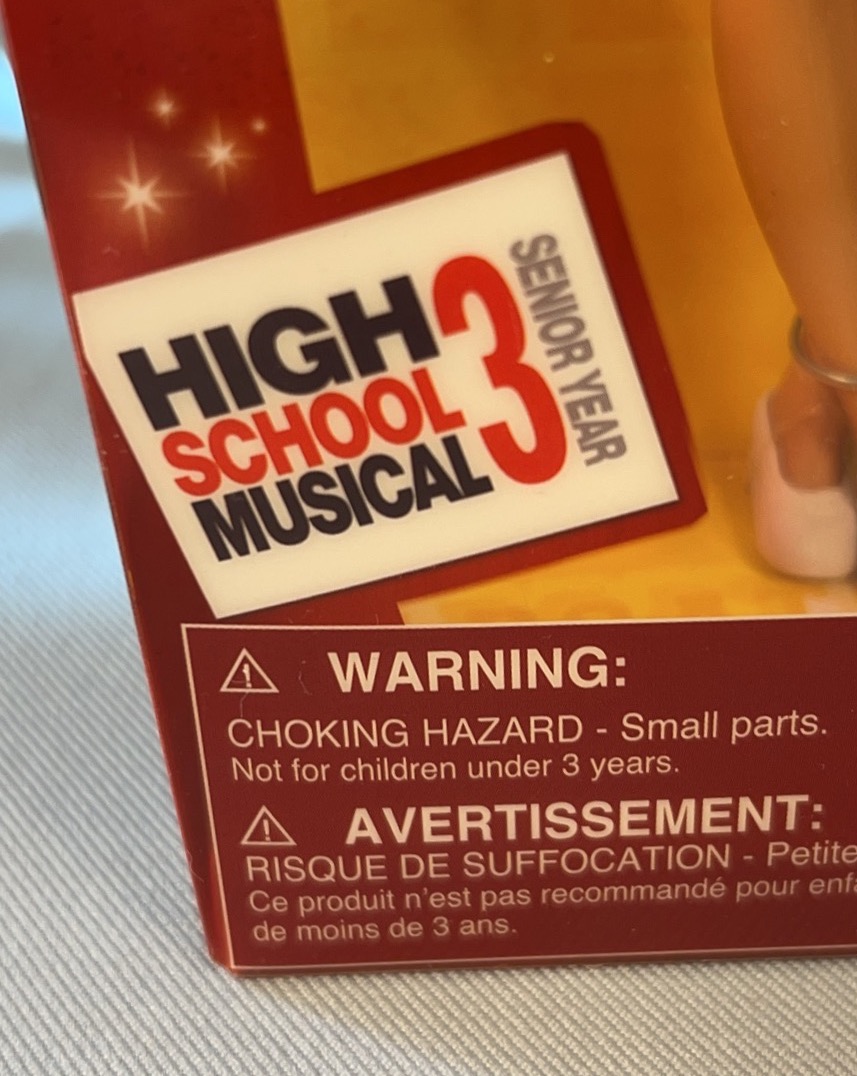 HIGH
SCHOOL
MUSICAL
3
SENIOR YEAR
WARNING:
CHOKING HAZARD - Small parts.
Not for children under 3 years.
AVERTISSEMENT:
RISQUE DE SUFFOCATION - Petite
Ce produit n'est pas recommandé pour
de moins de 3 ans.